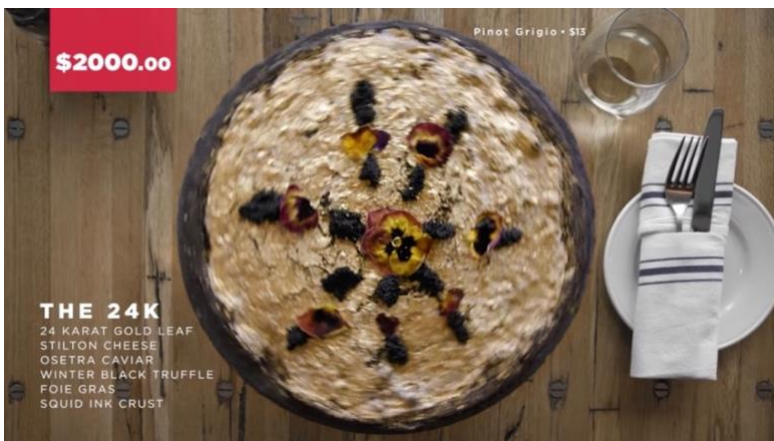 $2000.00
Pinot Grigio • $13
THE 24K
24 KARAT GOLD LEAF
STILTON CHEESE
OSETRA CAVIAR
WINTER BLACK TRUFFLE
FOIE GRAS
SQUID INK CRUST